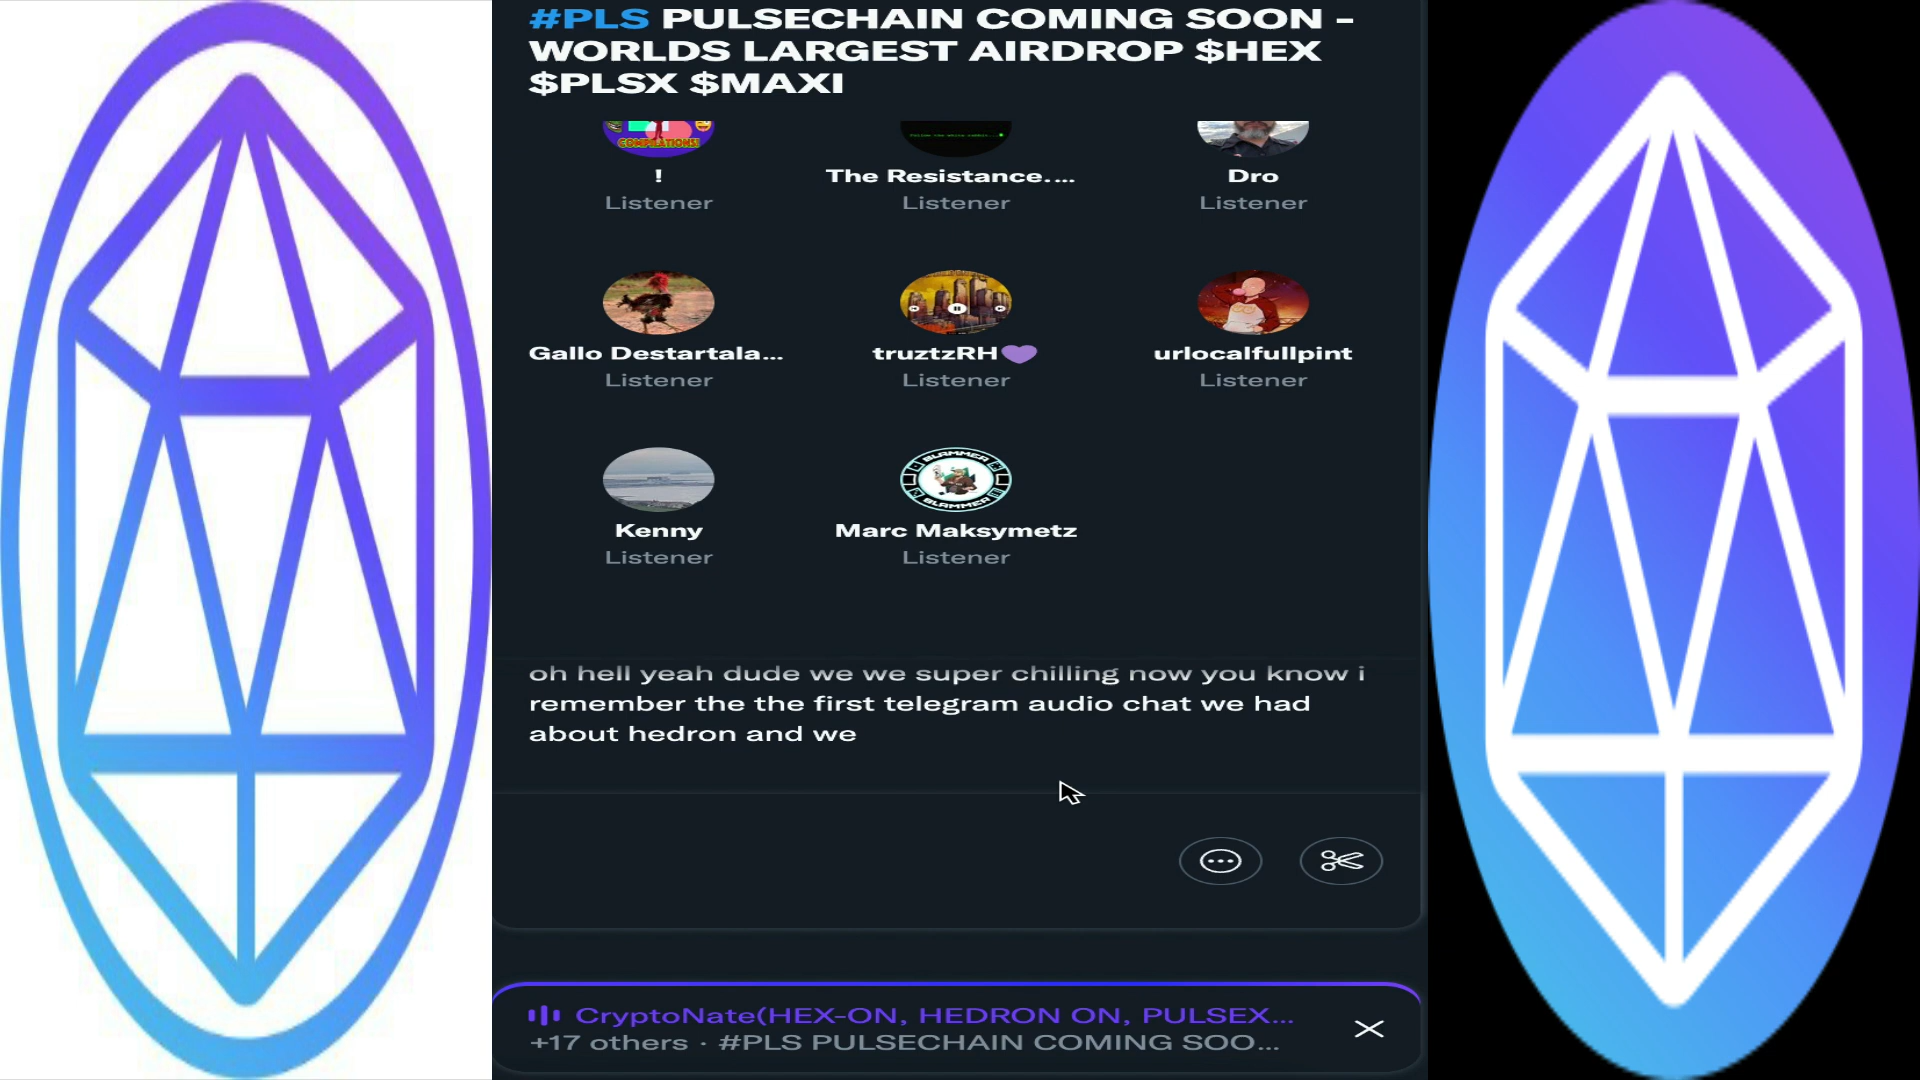 #PLS PULSECHAIN COMING SOON -
WORLDS LARGEST AIRDROP $HEX
$PLSX $MAXI
COMPILATIONS!
!
Listener
The Resistance....
Listener
Dro
Listener
Gallo Destartala...
Listener
truztzRH💜
Listener
urlocalfullpint
Listener
BLAMMER
BLAMMER
Kenny
Listener
Marc Maksymetz
Listener
oh hell yeah dude we we super chilling now you know i
remember the the first telegram audio chat we had
about hedron and we
CryptoNate(HEX-ON, HEDRON ON, PULSEX...
+17 others · #PLS PULSECHAIN COMING SOO...